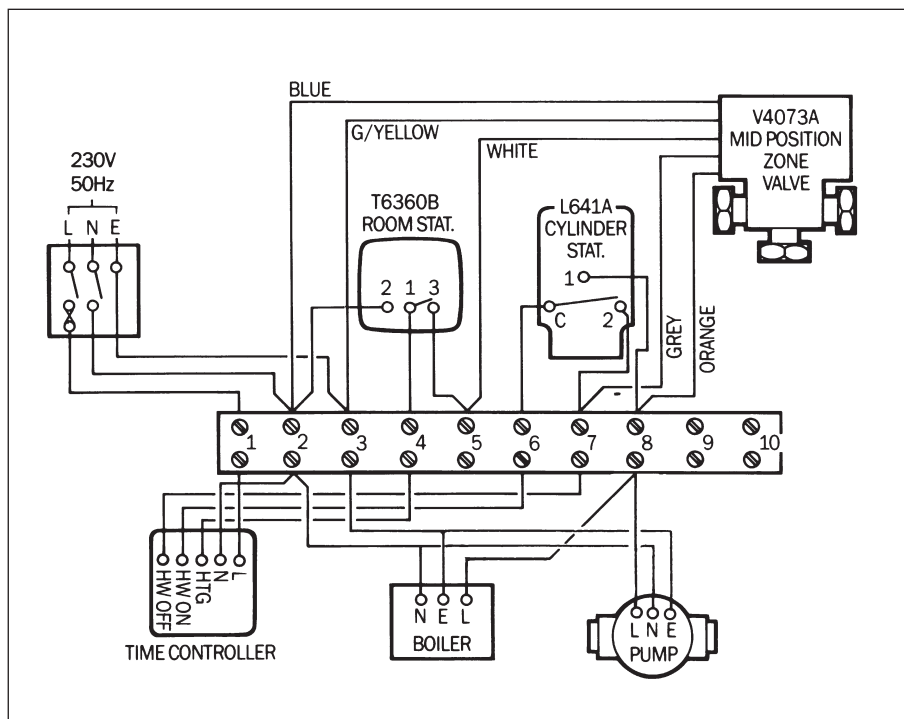 BLUE
G/YELLOW
WHITE
V4073A
MID POSITION
ZONE
VALVE
230V
50Hz
L N E
T6360B
ROOM STAT.
2 1 3
L641A
CYLINDER
STAT.
1
C 2
GREY
ORANGE
1 2 3 4 5 6 7 8 9 10
HW OFF
HW ON
HTG
N
L
TIME CONTROLLER
N E L
BOILER
L N E
PUMP